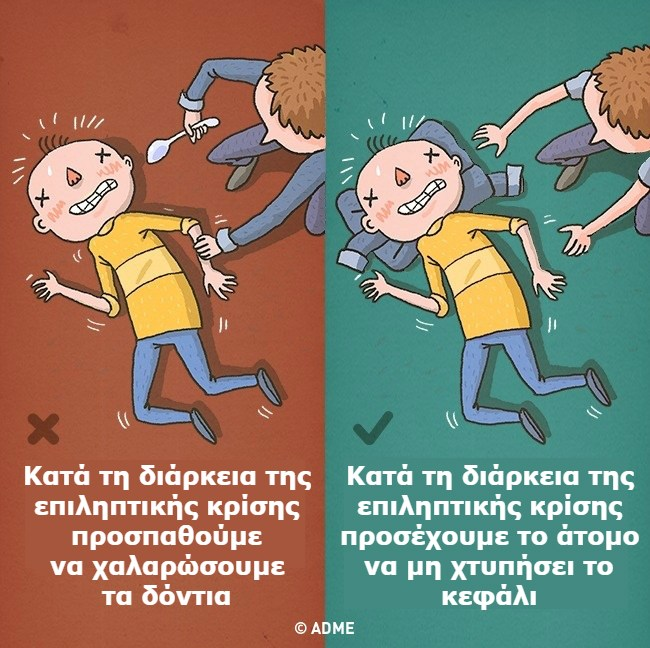 Κατά τη διάρκεια της
επιληπτικής κρίσης
προσπαθούμε
να χαλαρώσουμε
τα δόντια
Κατά τη διάρκεια της
επιληπτικής κρίσης
προσέχουμε το άτομο
να μη χτυπήσει το
κεφάλι
© ADME